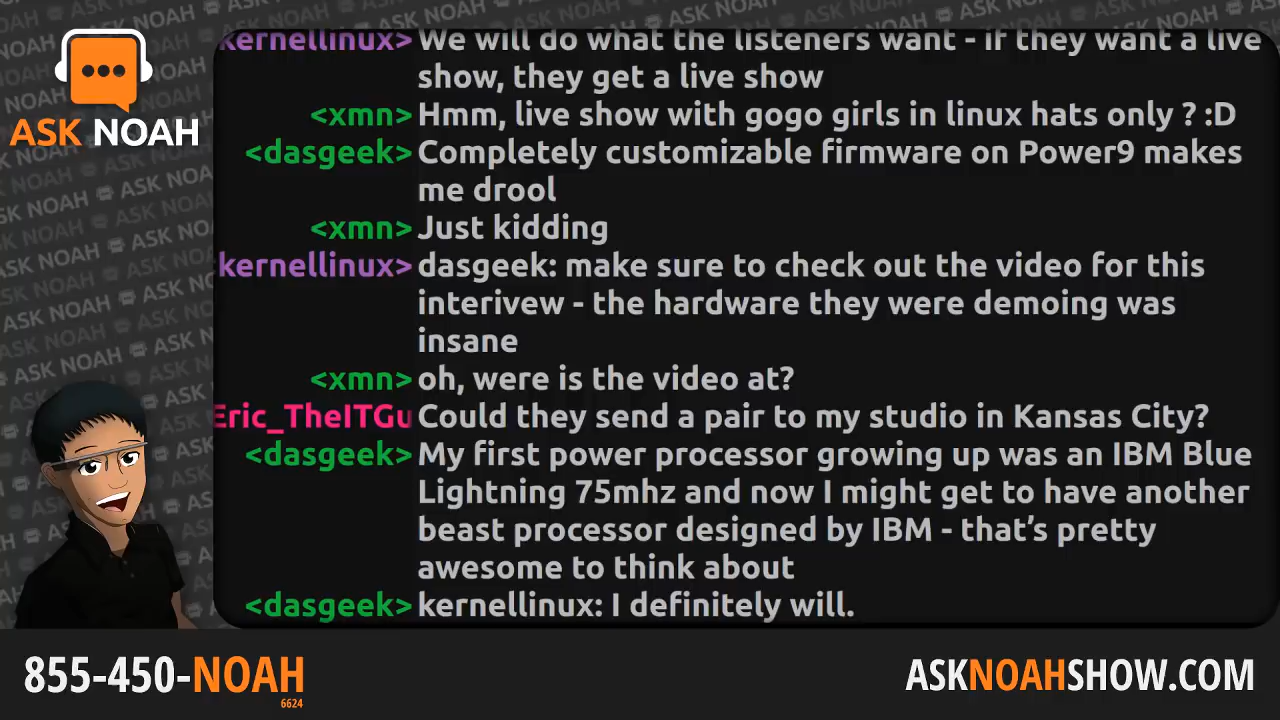 ASK NOAH
kernellinux> We will do what the listeners want - if they want a live
show, they get a live show
<xmn> Hmm, live show with gogo girls in linux hats only ? :D
<dasgeek> Completely customizable firmware on Power9 makes
me drool
<xmn> Just kidding
kernellinux> dasgeek: make sure to check out the video for this
interivew - the hardware they were demoing was
insane
<xmn> oh, were is the video at?
Eric_TheITGu Could they send a pair to my studio in Kansas City?
<dasgeek> My first power processor growing up was an IBM Blue
Lightning 75mhz and now I might get to have another
beast processor designed by IBM - that's pretty
awesome to think about
<dasgeek> kernellinux: I definitely will.
855-450-NOAH
6624
ASKNOAHSHOW.COM